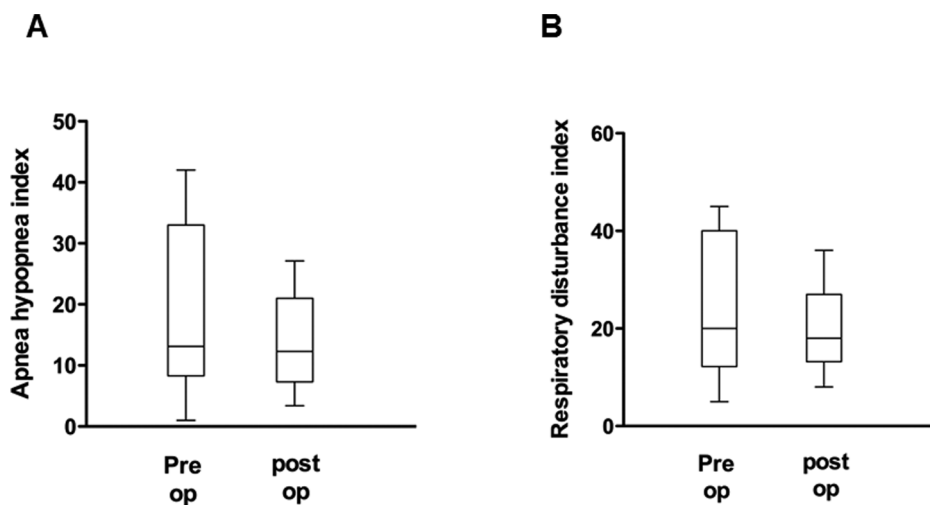 A
Apnea hypopnea index
50
40
30
20
10
0
Pre
op
post
op
B
Respiratory disturbance index
60
40
20
0
Pre
op
post
op